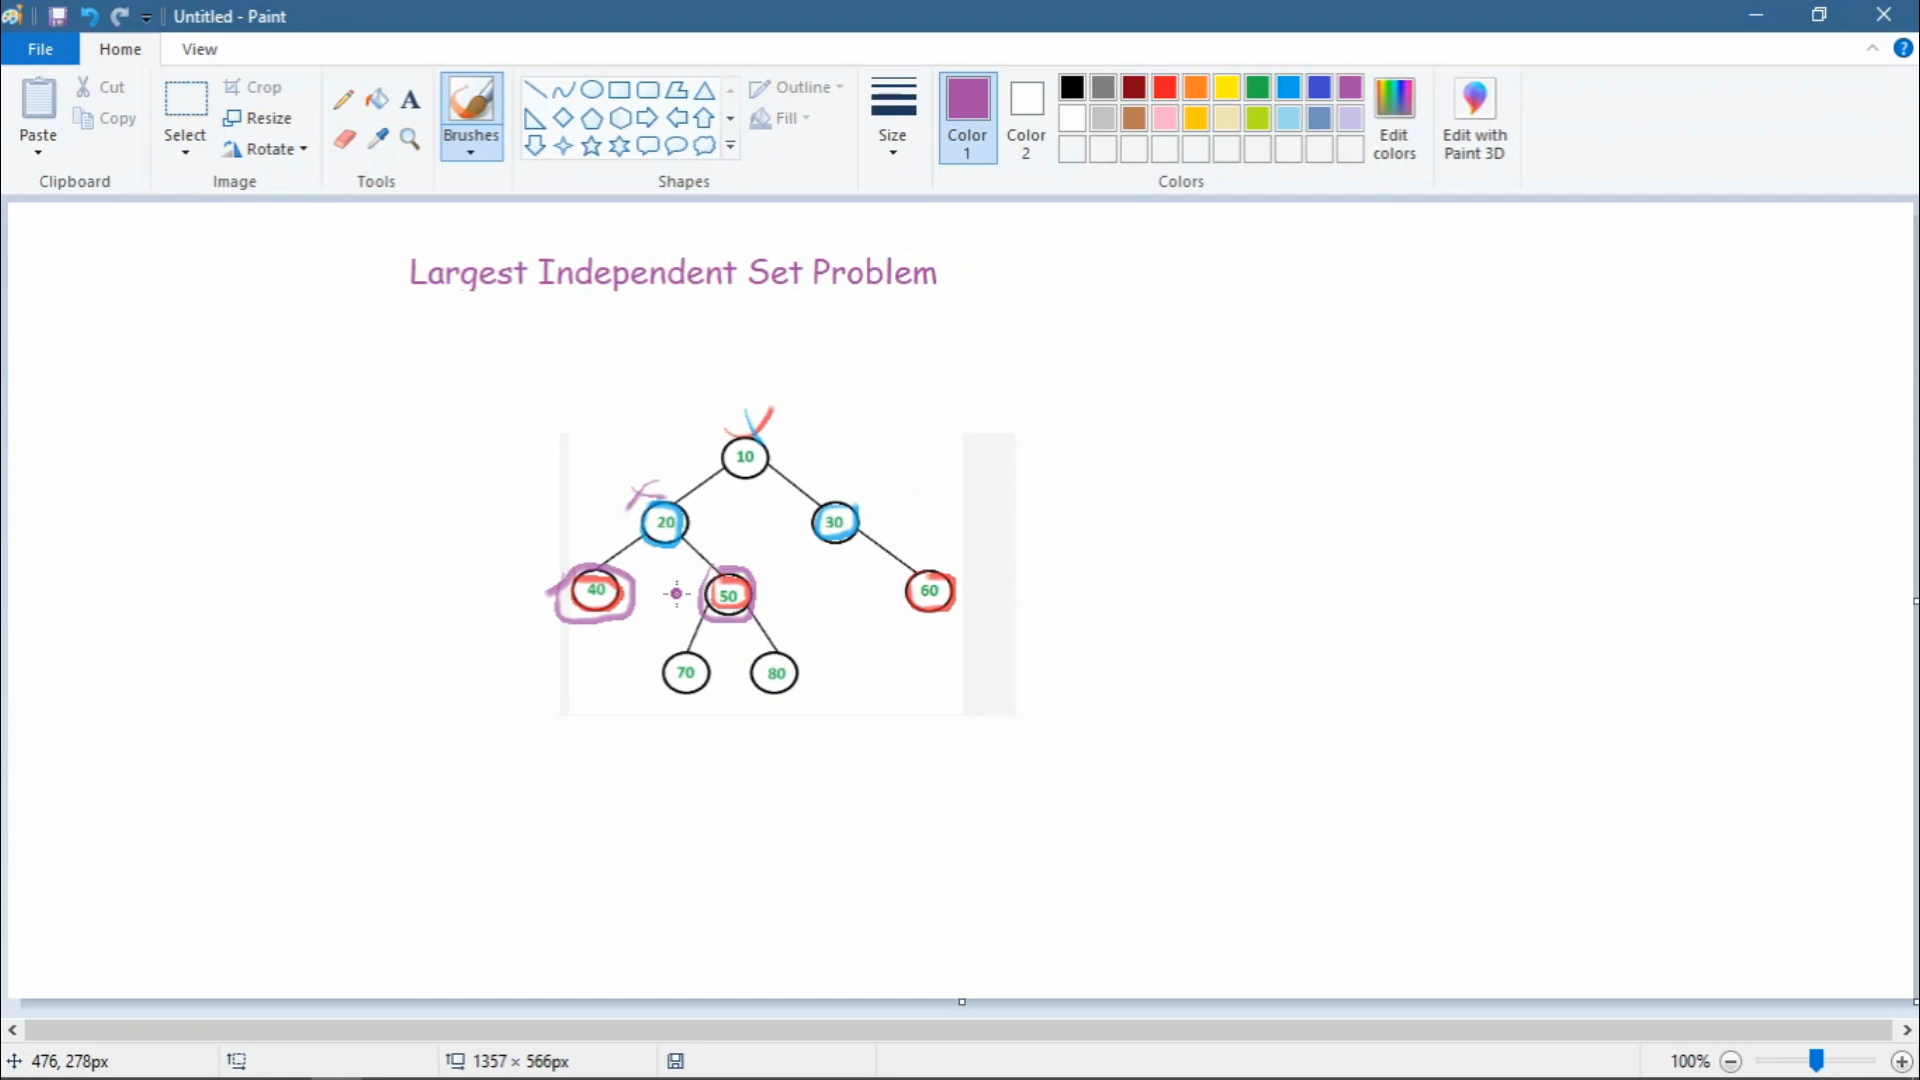 Untitled - Paint
File Home View
Cut Crop Outline
Copy Resize Fill
Paste Select Rotate Brushes Size Color 1 Color 2 Edit colors Edit with Paint 3D
Clipboard Image Tools Shapes Colors
Largest Independent Set Problem
10
20 30
40 50 60
70 80
476, 278px 1357 × 566px 100%